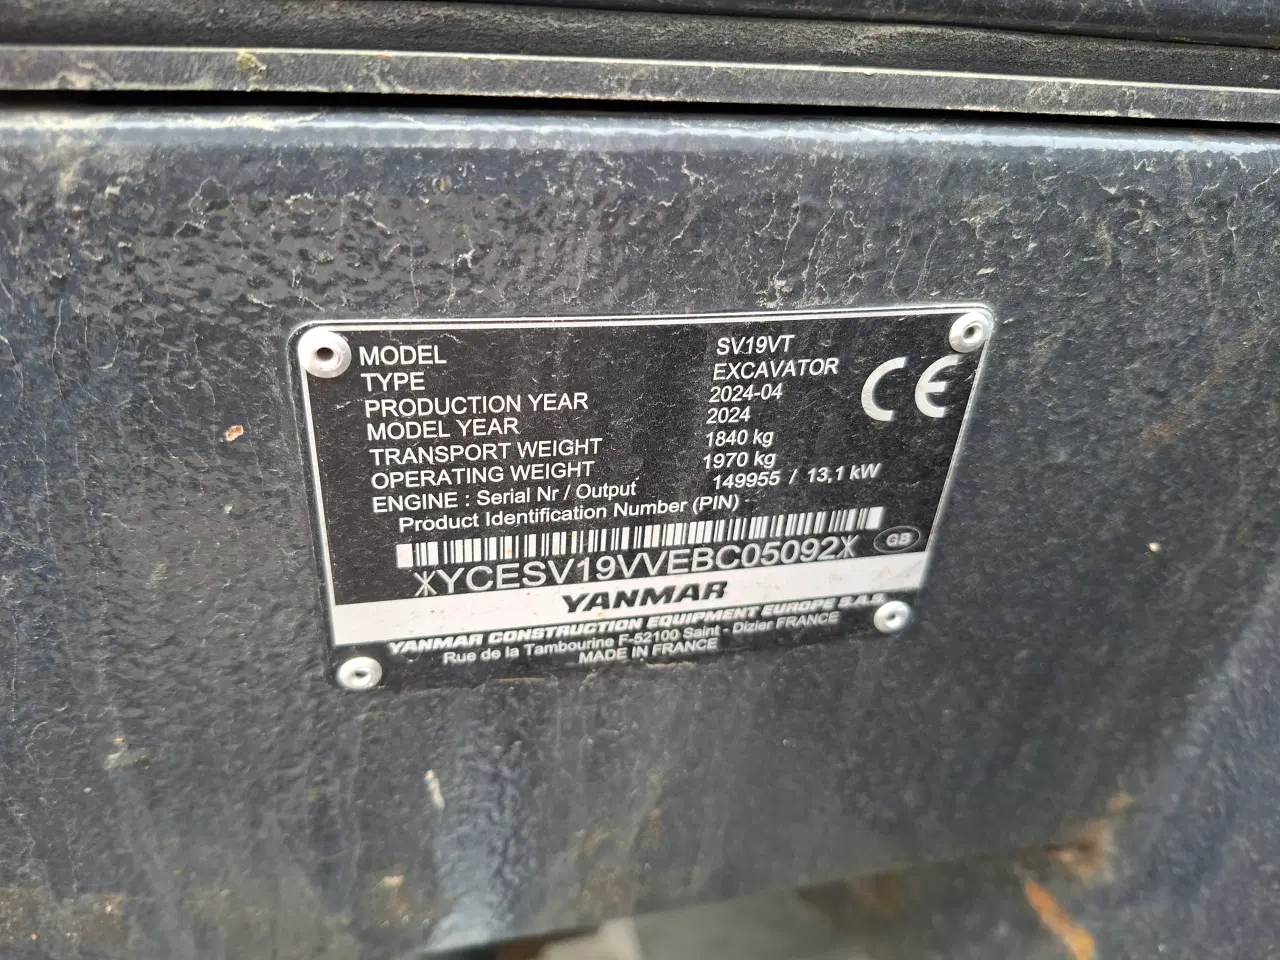 MODEL SV19VT
TYPE EXCAVATOR
PRODUCTION YEAR 2024-04
MODEL YEAR 2024
TRANSPORT WEIGHT 1840 kg
OPERATING WEIGHT 1970 kg
ENGINE : Serial Nr / Output 149955 / 13,1 kW
Product Identification Number (PIN)
CE
GB
*YCESV19VVEBC05092*
YANMAR
YANMAR CONSTRUCTION EQUIPMENT EUROPE S.A.S.
Rue de la Tambourine F-52100 Saint - Dizier FRANCE
MADE IN FRANCE